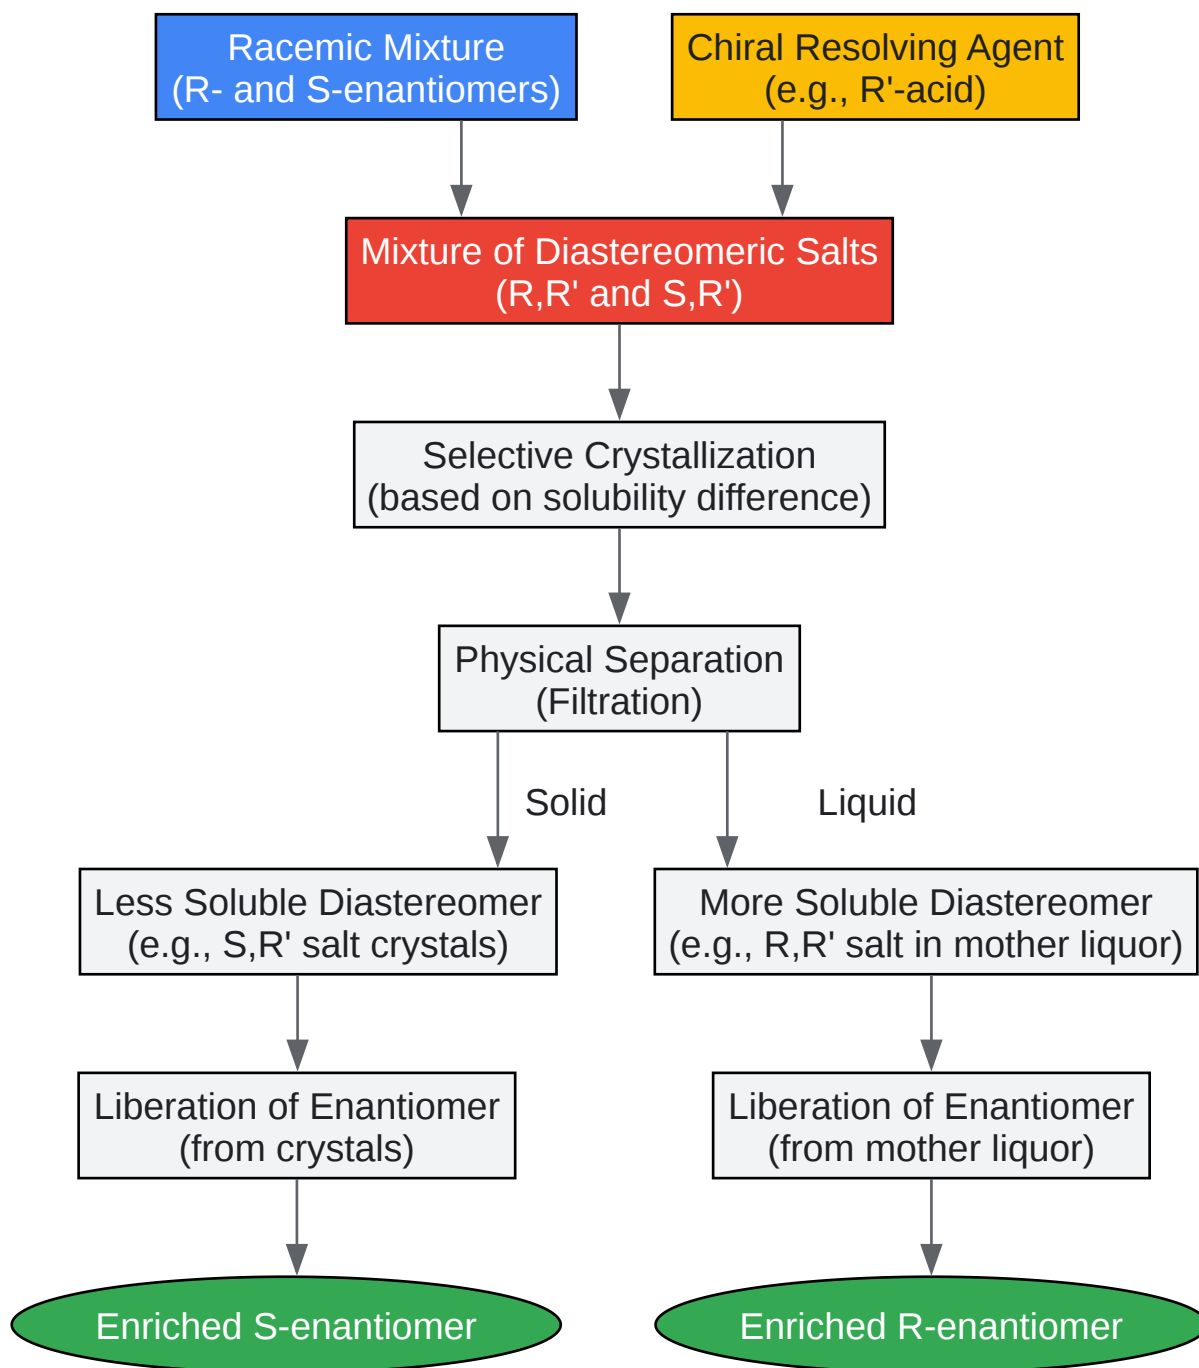 Racemic Mixture
(R- and S-enantiomers)
Chiral Resolving Agent
(e.g., R'-acid)
Mixture of Diastereomeric Salts
(R,R' and S,R')
Selective Crystallization
(based on solubility difference)
Physical Separation
(Filtration)
Solid
Liquid
Less Soluble Diastereomer
(e.g., S,R' salt crystals)
More Soluble Diastereomer
(e.g., R,R' salt in mother liquor)
Liberation of Enantiomer
(from crystals)
Liberation of Enantiomer
(from mother liquor)
Enriched S-enantiomer
Enriched R-enantiomer